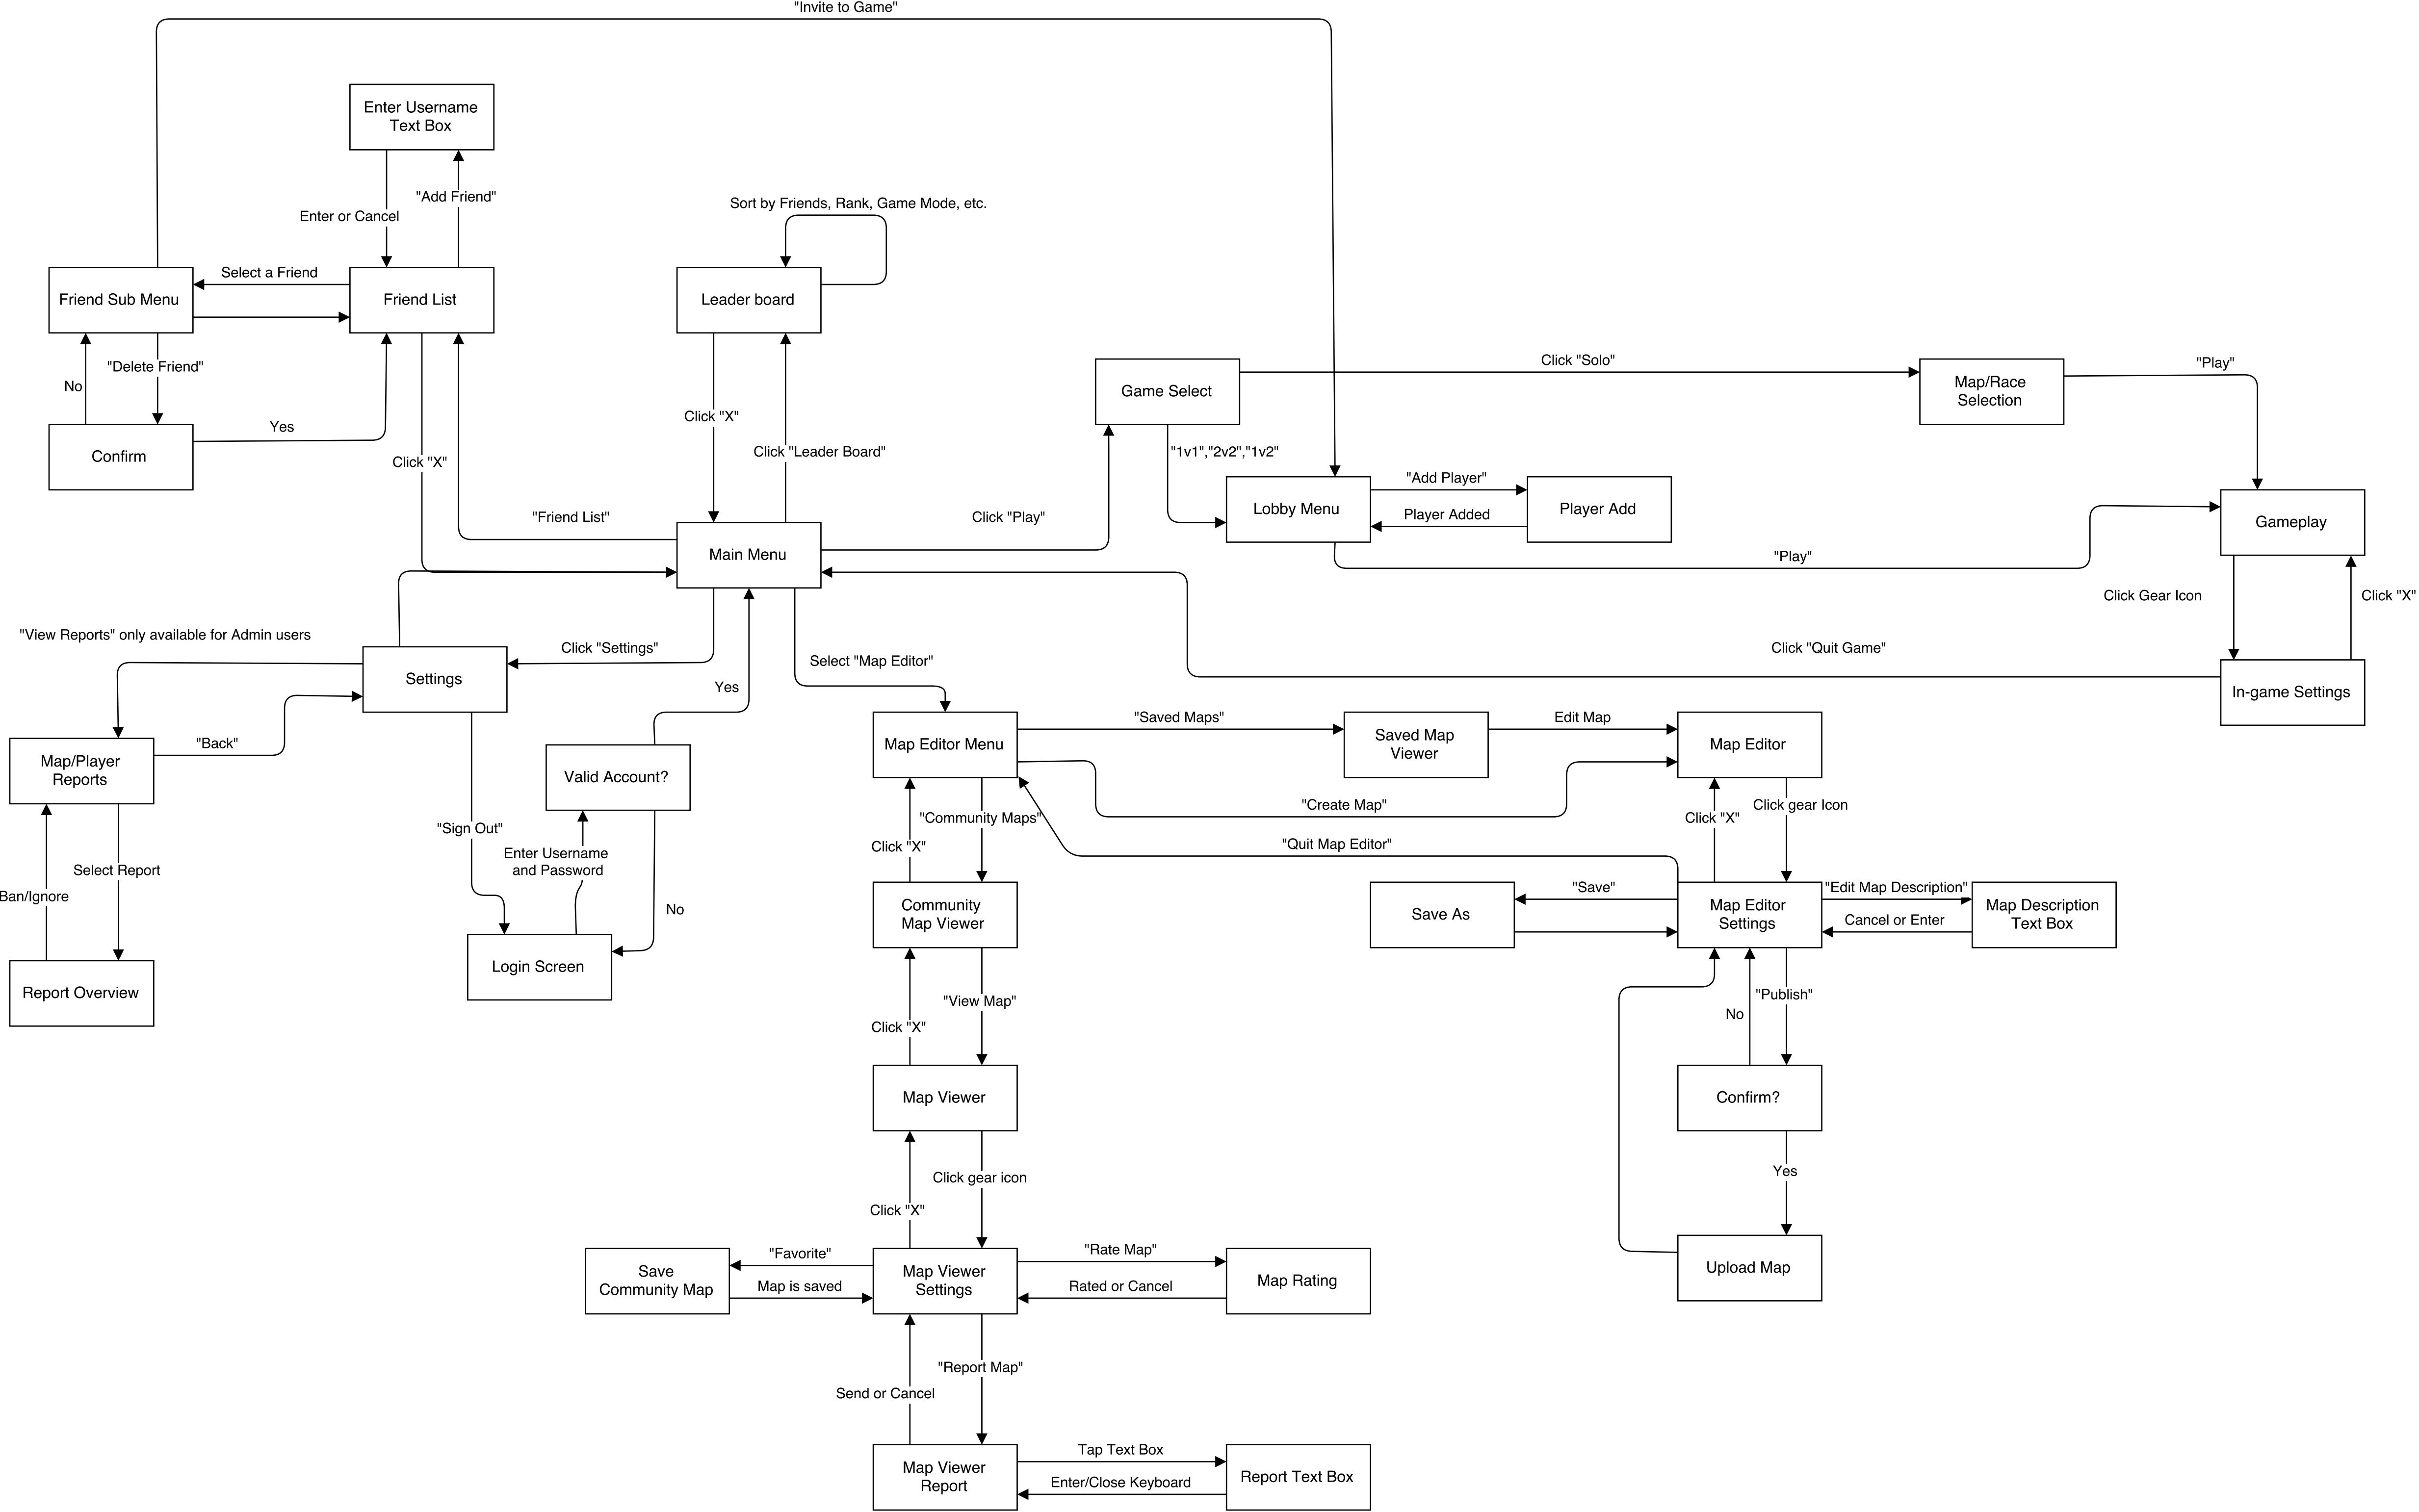 "Invite to Game"
Enter Username
Text Box
"Add Friend"
Enter or Cancel
Sort by Friends, Rank, Game Mode, etc.
Select a Friend
Friend Sub Menu
Friend List
Leader board
Click "Solo"
"Play"
"Delete Friend"
No
Game Select
Map/Race
Selection
Click "X"
Yes
Click "Leader Board"
"1v1","2v2","1v2"
Confirm
Click "X"
"Add Player"
Lobby Menu
Player Add
Player Added
"Friend List"
Click "Play"
Gameplay
Main Menu
"Play"
Click Gear Icon
Click "X"
"View Reports" only available for Admin users
Click "Settings"
Select "Map Editor"
Click "Quit Game"
Settings
Yes
In-game Settings
"Back"
"Saved Maps"
Edit Map
Map/Player
Reports
Valid Account?
Map Editor Menu
Saved Map
Viewer
Map Editor
"Create Map"
Click gear Icon
"Sign Out"
"Community Maps"
Click "X"
Click "X"
"Quit Map Editor"
Enter Username
and Password
Select Report
Ban/Ignore
No
Community
Map Viewer
Save As
"Save"
Map Editor
Settings
"Edit Map Description"
Cancel or Enter
Map Description
Text Box
Login Screen
Report Overview
"View Map"
Click "X"
"Publish"
No
Map Viewer
Confirm?
Click gear icon
Yes
Click "X"
"Favorite"
"Rate Map"
Save
Community Map
Map is saved
Map Viewer
Settings
Rated or Cancel
Map Rating
Upload Map
"Report Map"
Send or Cancel
Tap Text Box
Map Viewer
Report
Enter/Close Keyboard
Report Text Box